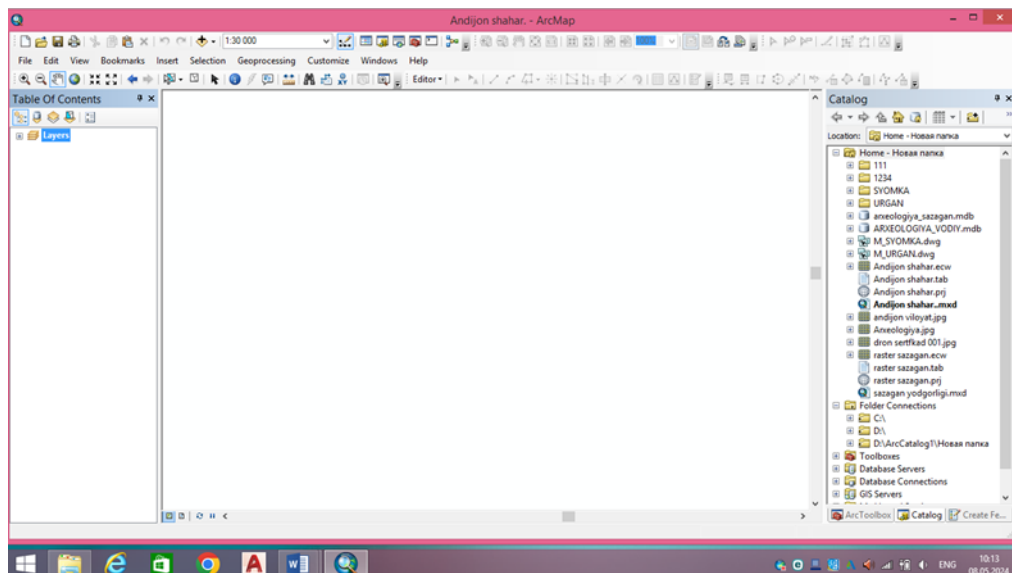 Andijon shahar. - ArcMap
1:30 000
File Edit View Bookmarks Insert Selection Geoprocessing Customize Windows Help
Editor
Table Of Contents
Layers
Catalog
Location: Home - Новая папка
Home - Новая папка
111
1234
SYOMKA
URGAN
arxeologiya_sazagan.mdb
ARXEOLOGIYA_VODIY.mdb
M_SYOMKA.dwg
M_URGAN.dwg
Andijon shahar.ecw
Andijon shahar.tab
Andijon shahar.prj
Andijon shahar..mxd
andijon viloyat.jpg
Arxeologiya.jpg
dron sertfkad 001.jpg
raster sazagan.ecw
raster sazagan.tab
raster sazagan.prj
sazagan yodgorligi.mxd
Folder Connections
C:\
D:\
D:\ArcCatalog1\Новая папка
Toolboxes
Database Servers
Database Connections
GIS Servers
ArcToolbox Catalog Create Fe...
ENG
10:13
08.05.2024